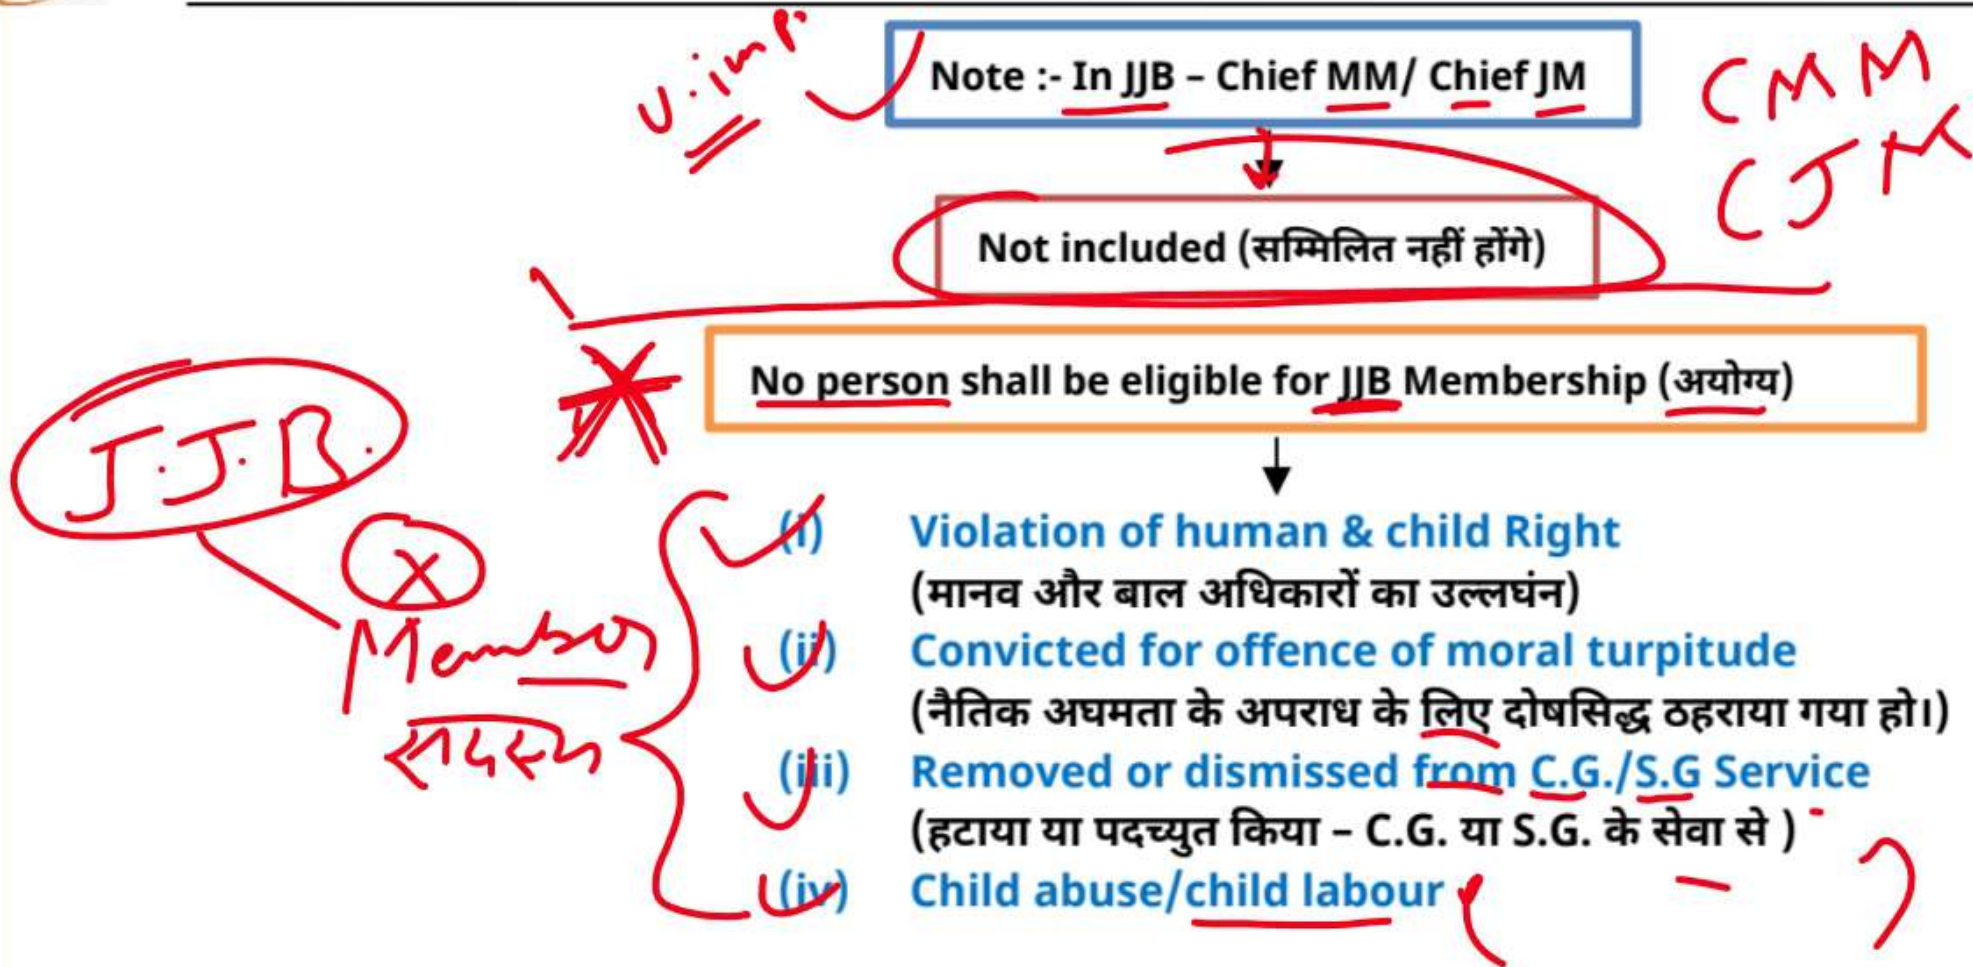 v.imp.
Note :- In JJB – Chief MM/ Chief JM
CMM
CJM
Not included (सम्मिलित नहीं होंगे)
No person shall be eligible for JJB Membership (अयोग्य)
J.J.B.
Member
सदस्य
(i) Violation of human & child Right
(मानव और बाल अधिकारों का उल्लघंन)
(ii) Convicted for offence of moral turpitude
(नैतिक अघमता के अपराध के लिए दोषसिद्ध ठहराया गया हो।)
(iii) Removed or dismissed from C.G./S.G Service
(हटाया या पदच्युत किया – C.G. या S.G. के सेवा से )
(iv) Child abuse/child labour